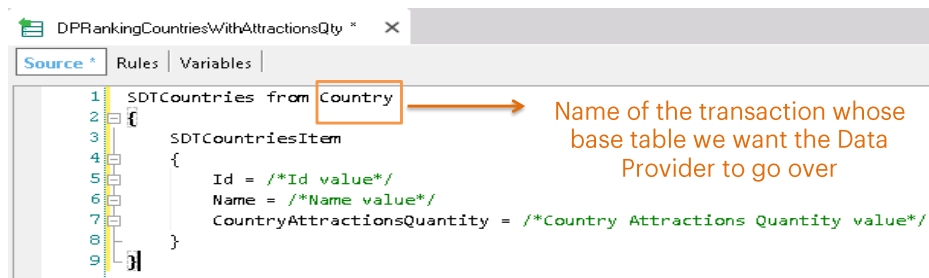 DPRankingCountriesWithAttractionsQty * ×
Source * Rules Variables
1 SDTCountries from Country
2 {
3 SDTCountriesItem
4 {
5 Id = /*Id value*/
6 Name = /*Name value*/
7 CountryAttractionsQuantity = /*Country Attractions Quantity value*/
8 }
9 }
Name of the transaction whose
base table we want the Data
Provider to go over